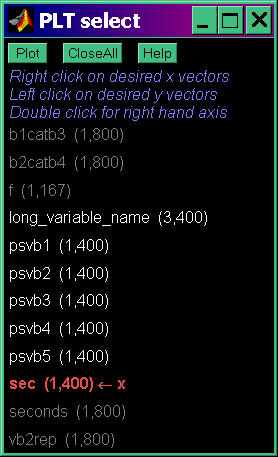 PLT select
Plot CloseAll Help
Right click on desired x vectors
Left click on desired y vectors
Double click for right hand axis
b1catb3 (1,800)
b2catb4 (1,800)
f (1,167)
long_variable_name (3,400)
psvb1 (1,400)
psvb2 (1,400)
psvb3 (1,400)
psvb4 (1,400)
psvb5 (1,400)
sec (1,400) ← x
seconds (1,800)
vb2rep (1,800)